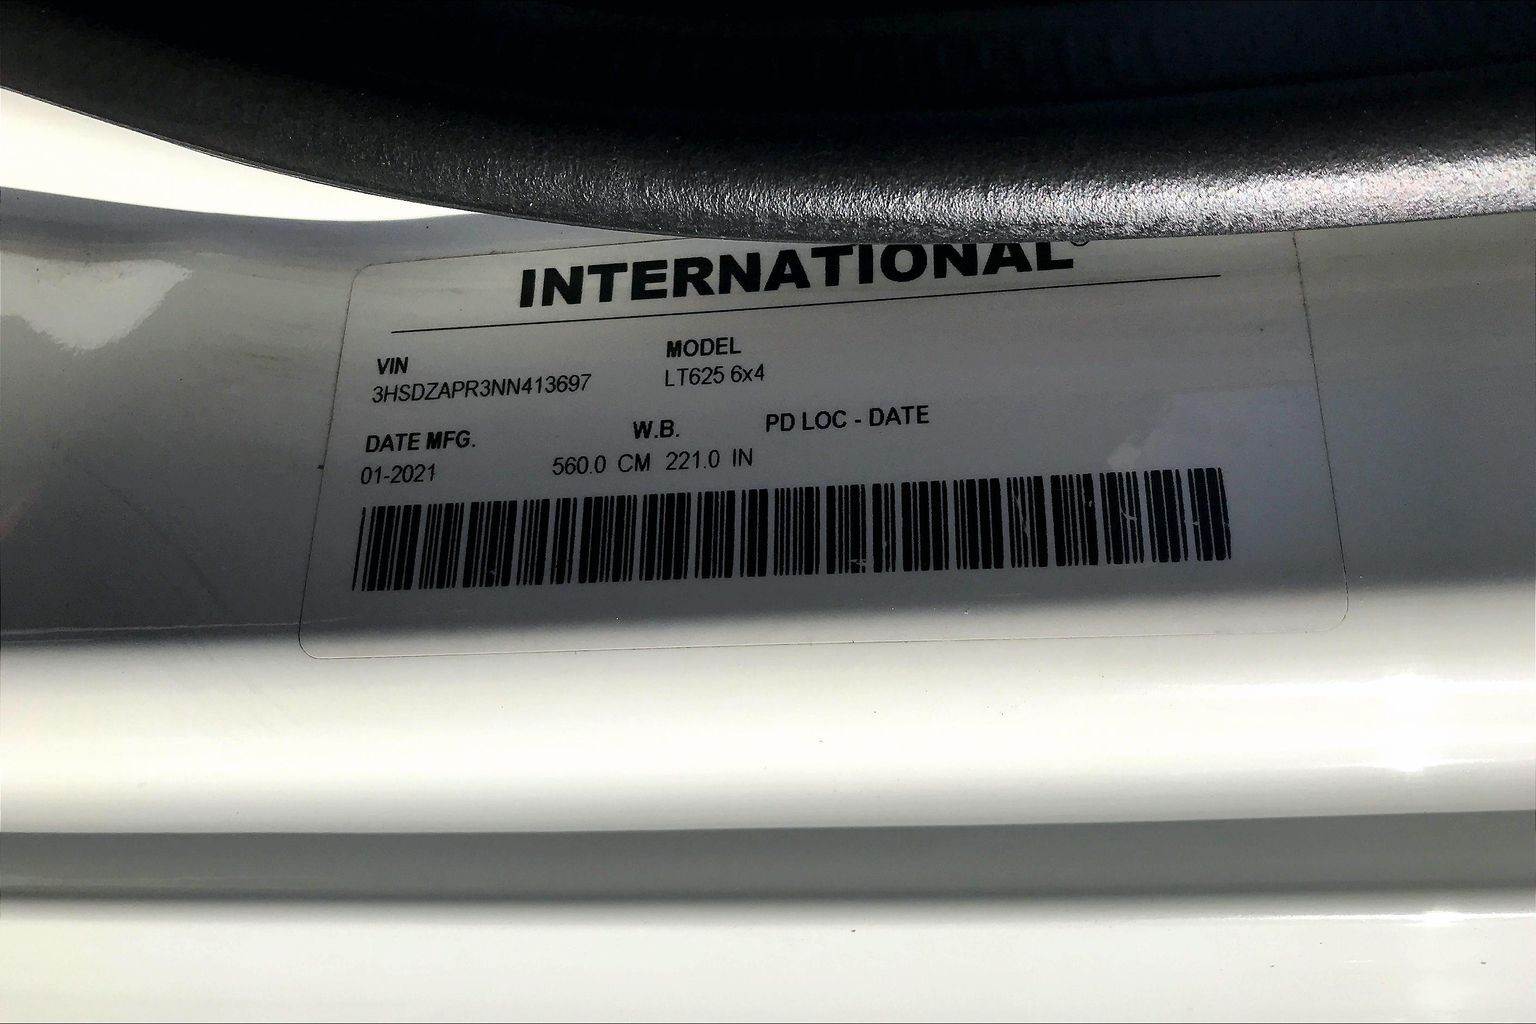 INTERNATIONAL
VIN
3HSDZAPR3NN413697
MODEL
LT625 6x4
DATE MFG.
01-2021
W.B.
560.0 CM 221.0 IN
PD LOC - DATE